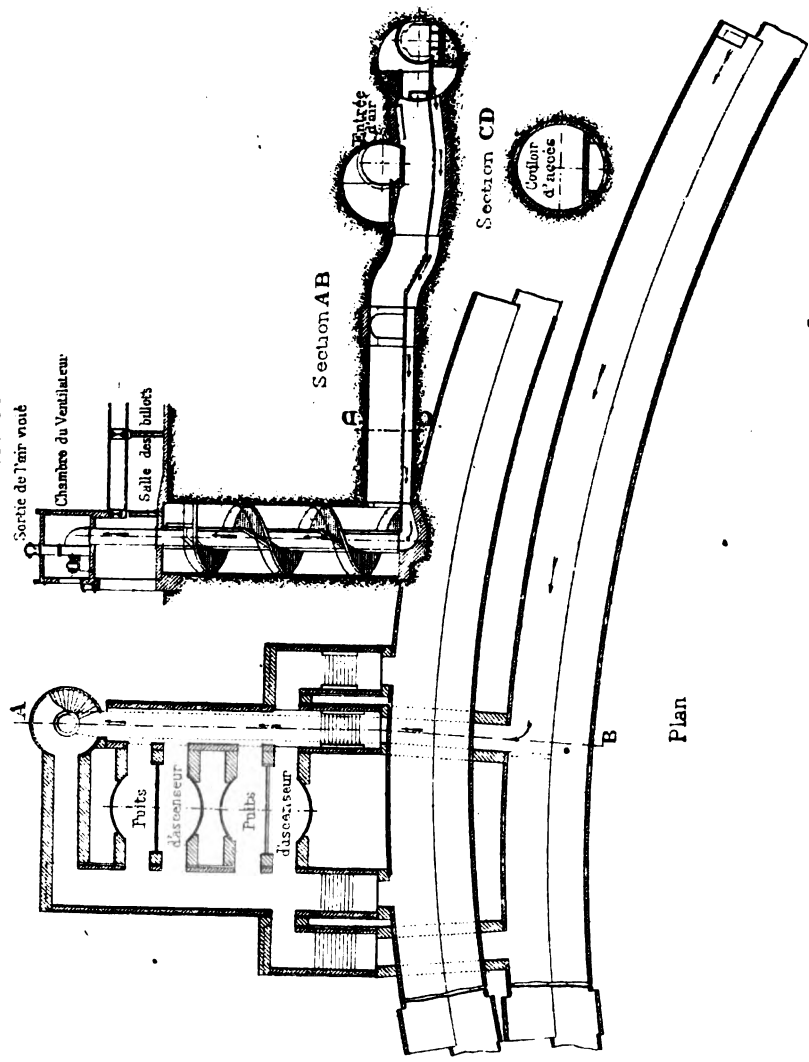 Sortie de l'air vicié
Chambre du Ventilateur
Salle des billets
Section AB
Entrée
d'air
Section CD
Couloir
d'accès
D
C
A
Puits
d'ascenseur
Puits
d'ascenseur
B
Plan